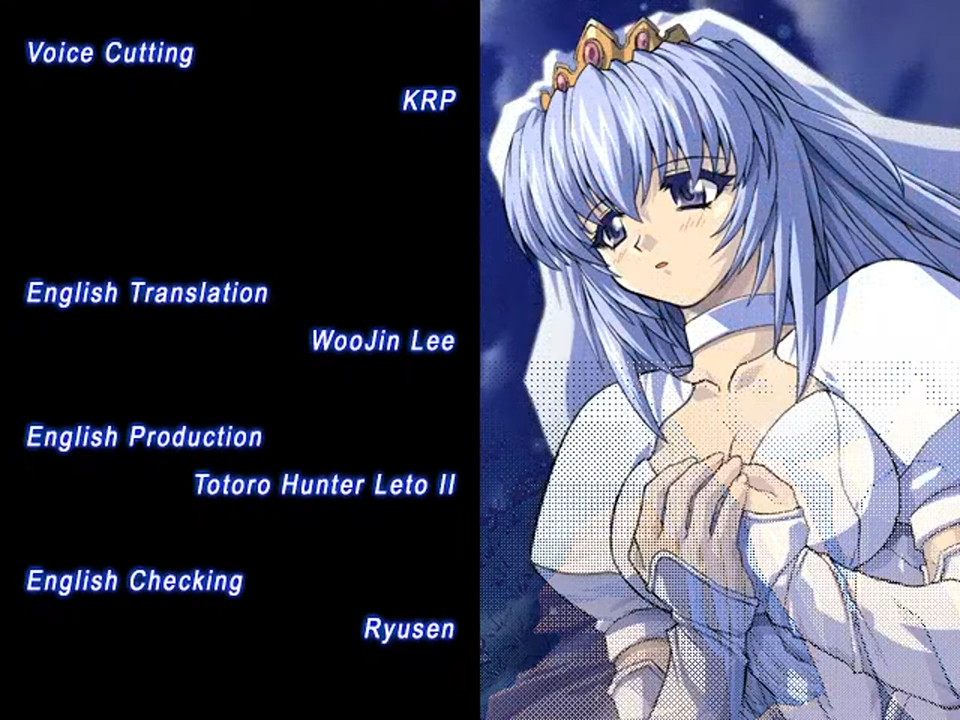 Voice Cutting
KRP
English Translation
WooJin Lee
English Production
Totoro Hunter Leto II
English Checking
Ryusen